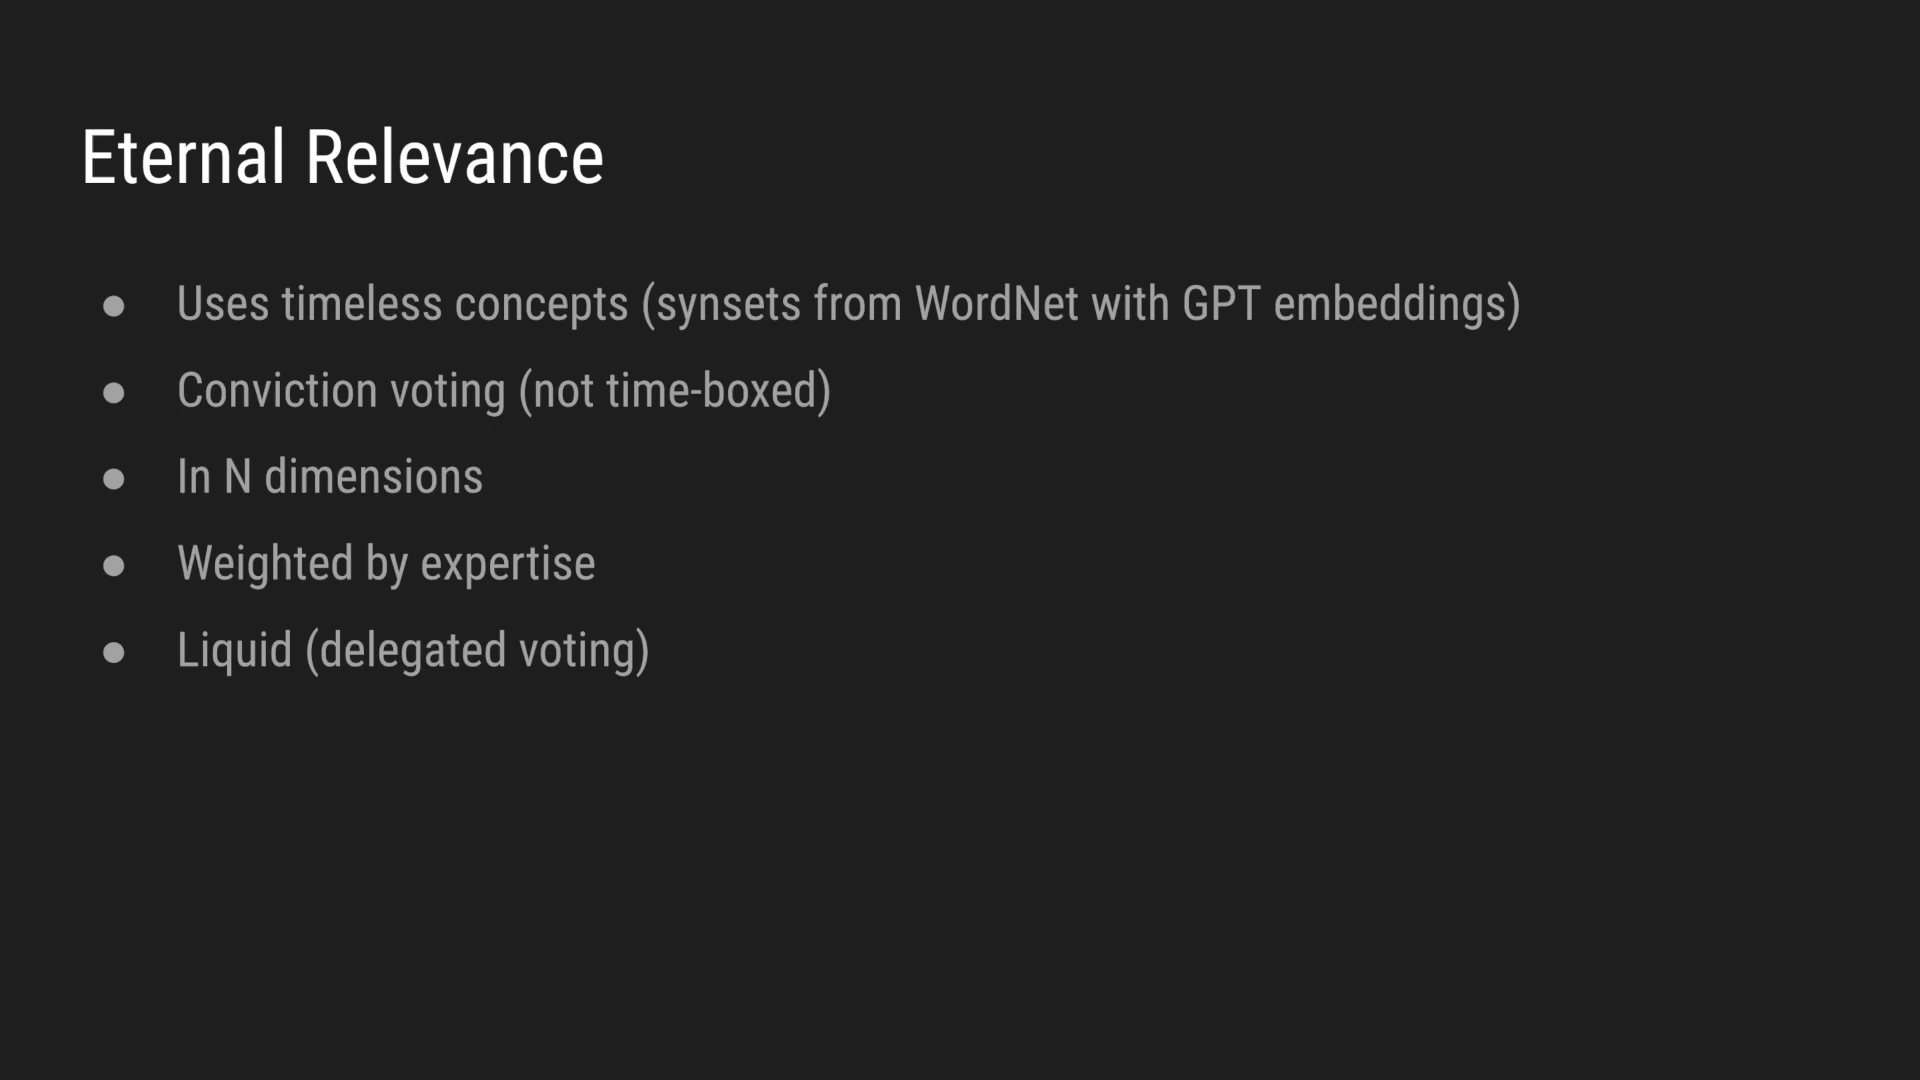 Eternal Relevance
● Uses timeless concepts (synsets from WordNet with GPT embeddings)
● Conviction voting (not time-boxed)
● In N dimensions
● Weighted by expertise
● Liquid (delegated voting)